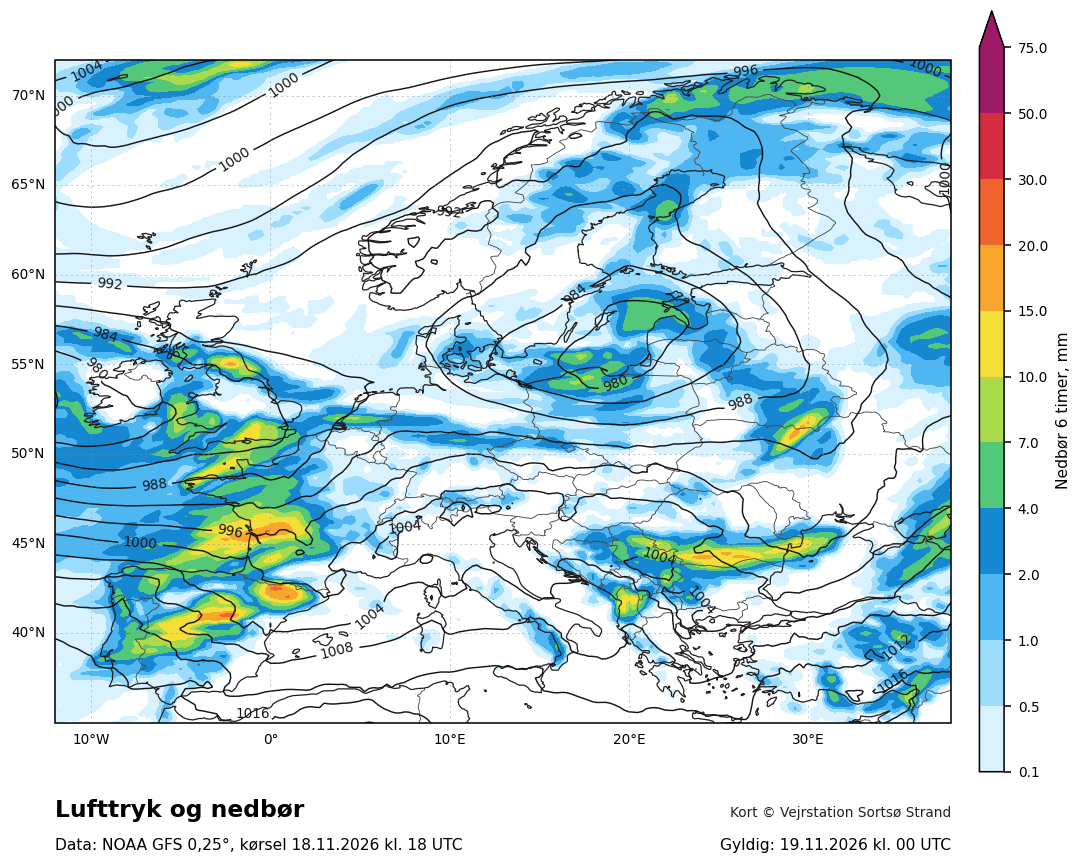 1004
1000
996
1000
70°N
1000
1000
65°N
1000
992
60°N
992
984
984
55°N
980
980
988
50°N
988
996
1000
1004
45°N
1004
1004
1004
40°N
1008
1012
1016
1016
10°W
0°
10°E
20°E
30°E
75.0
50.0
30.0
20.0
15.0
10.0
7.0
4.0
2.0
1.0
0.5
0.1
Nedbør 6 timer, mm
Lufttryk og nedbør
Kort © Vejrstation Sortsø Strand
Data: NOAA GFS 0,25°, kørsel 18.11.2026 kl. 18 UTC
Gyldig: 19.11.2026 kl. 00 UTC